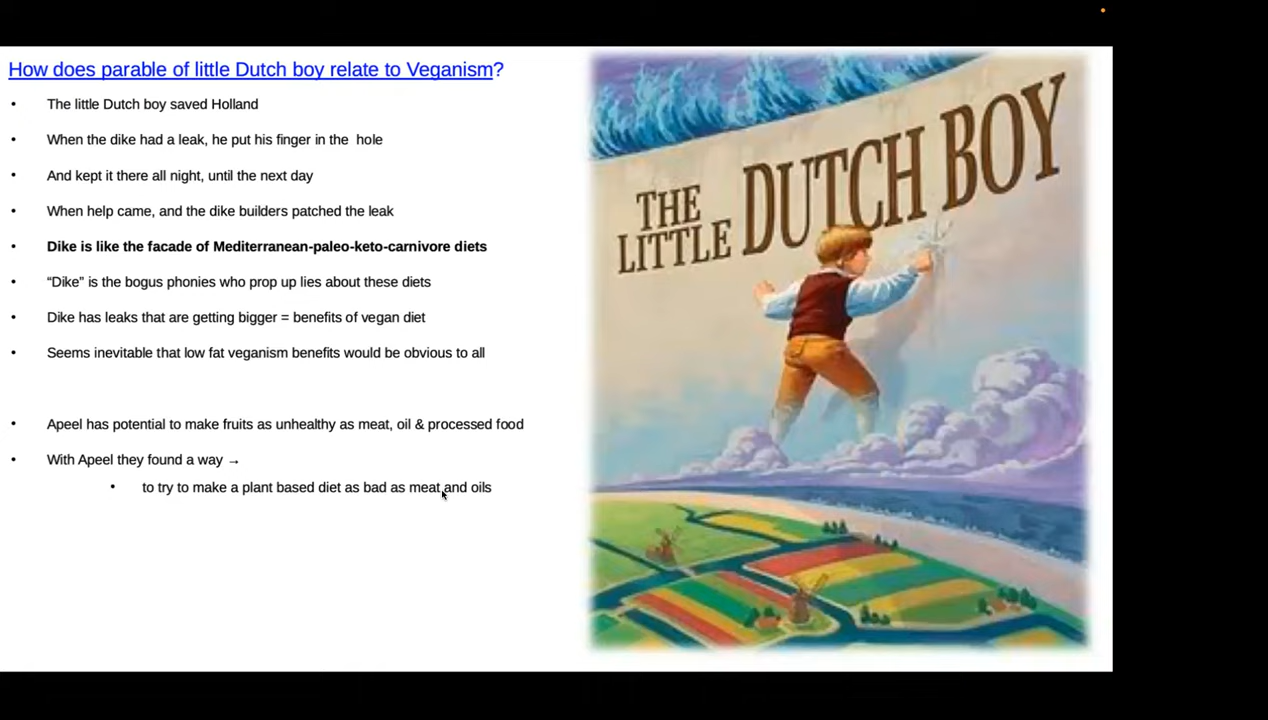 How does parable of little Dutch boy relate to Veganism?
• The little Dutch boy saved Holland
• When the dike had a leak, he put his finger in the  hole
• And kept it there all night, until the next day
• When help came, and the dike builders patched the leak
• Dike is like the facade of Mediterranean-paleo-keto-carnivore diets
• “Dike” is the bogus phonies who prop up lies about these diets
• Dike has leaks that are getting bigger = benefits of vegan diet
• Seems inevitable that low fat veganism benefits would be obvious to all
• Apeel has potential to make fruits as unhealthy as meat, oil & processed food
• With Apeel they found a way →
• to try to make a plant based diet as bad as meat and oils
THE
LITTLE DUTCH BOY